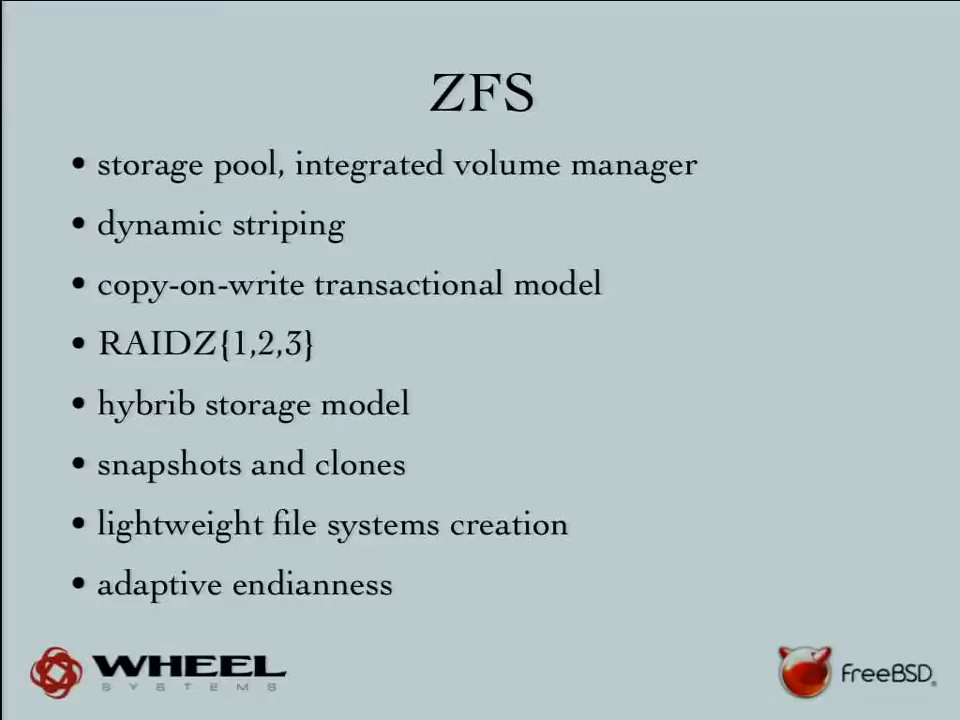 ZFS
• storage pool, integrated volume manager
• dynamic striping
• copy-on-write transactional model
• RAIDZ{1,2,3}
• hybrib storage model
• snapshots and clones
• lightweight file systems creation
• adaptive endianness
WHEEL
SYSTEMS
FreeBSD